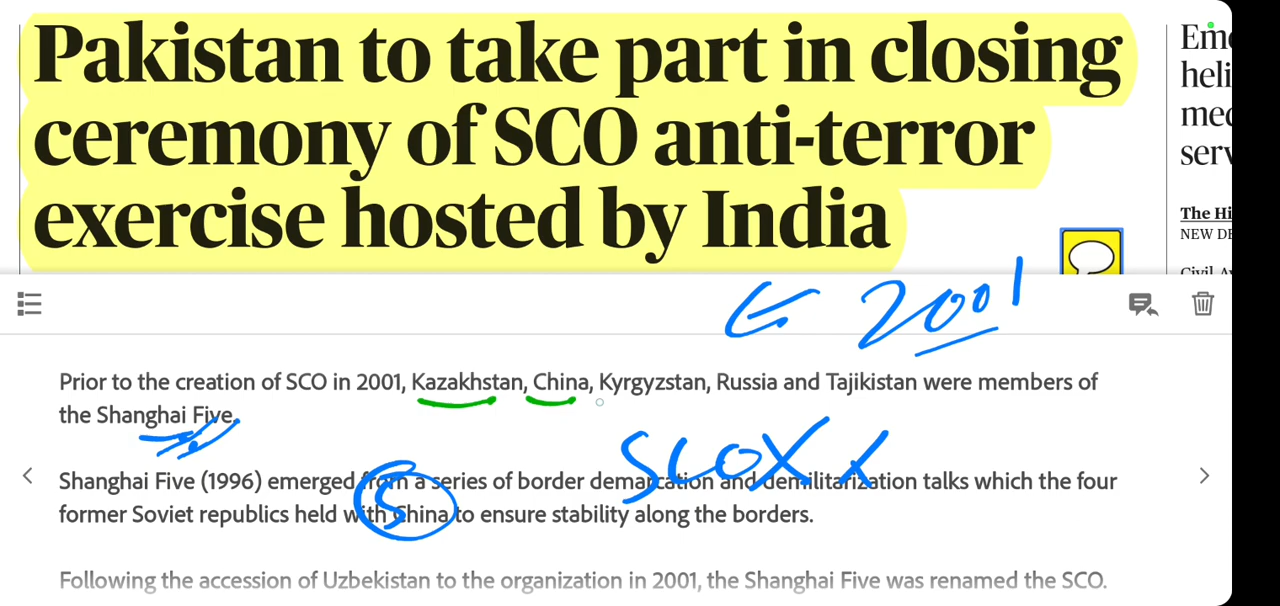 Pakistan to take part in closing
ceremony of SCO anti-terror
exercise hosted by India
heli
The Hi
← 2001
Prior to the creation of SCO in 2001, Kazakhstan, China, Kyrgyzstan, Russia and Tajikistan were members of
the Shanghai Five.
SCO X X
Shanghai Five (1996) emerged from a series of border demarcation and demilitarization talks which the four
5
former Soviet republics held with China to ensure stability along the borders.
Following the accession of Uzbekistan to the organization in 2001, the Shanghai Five was renamed the SCO.